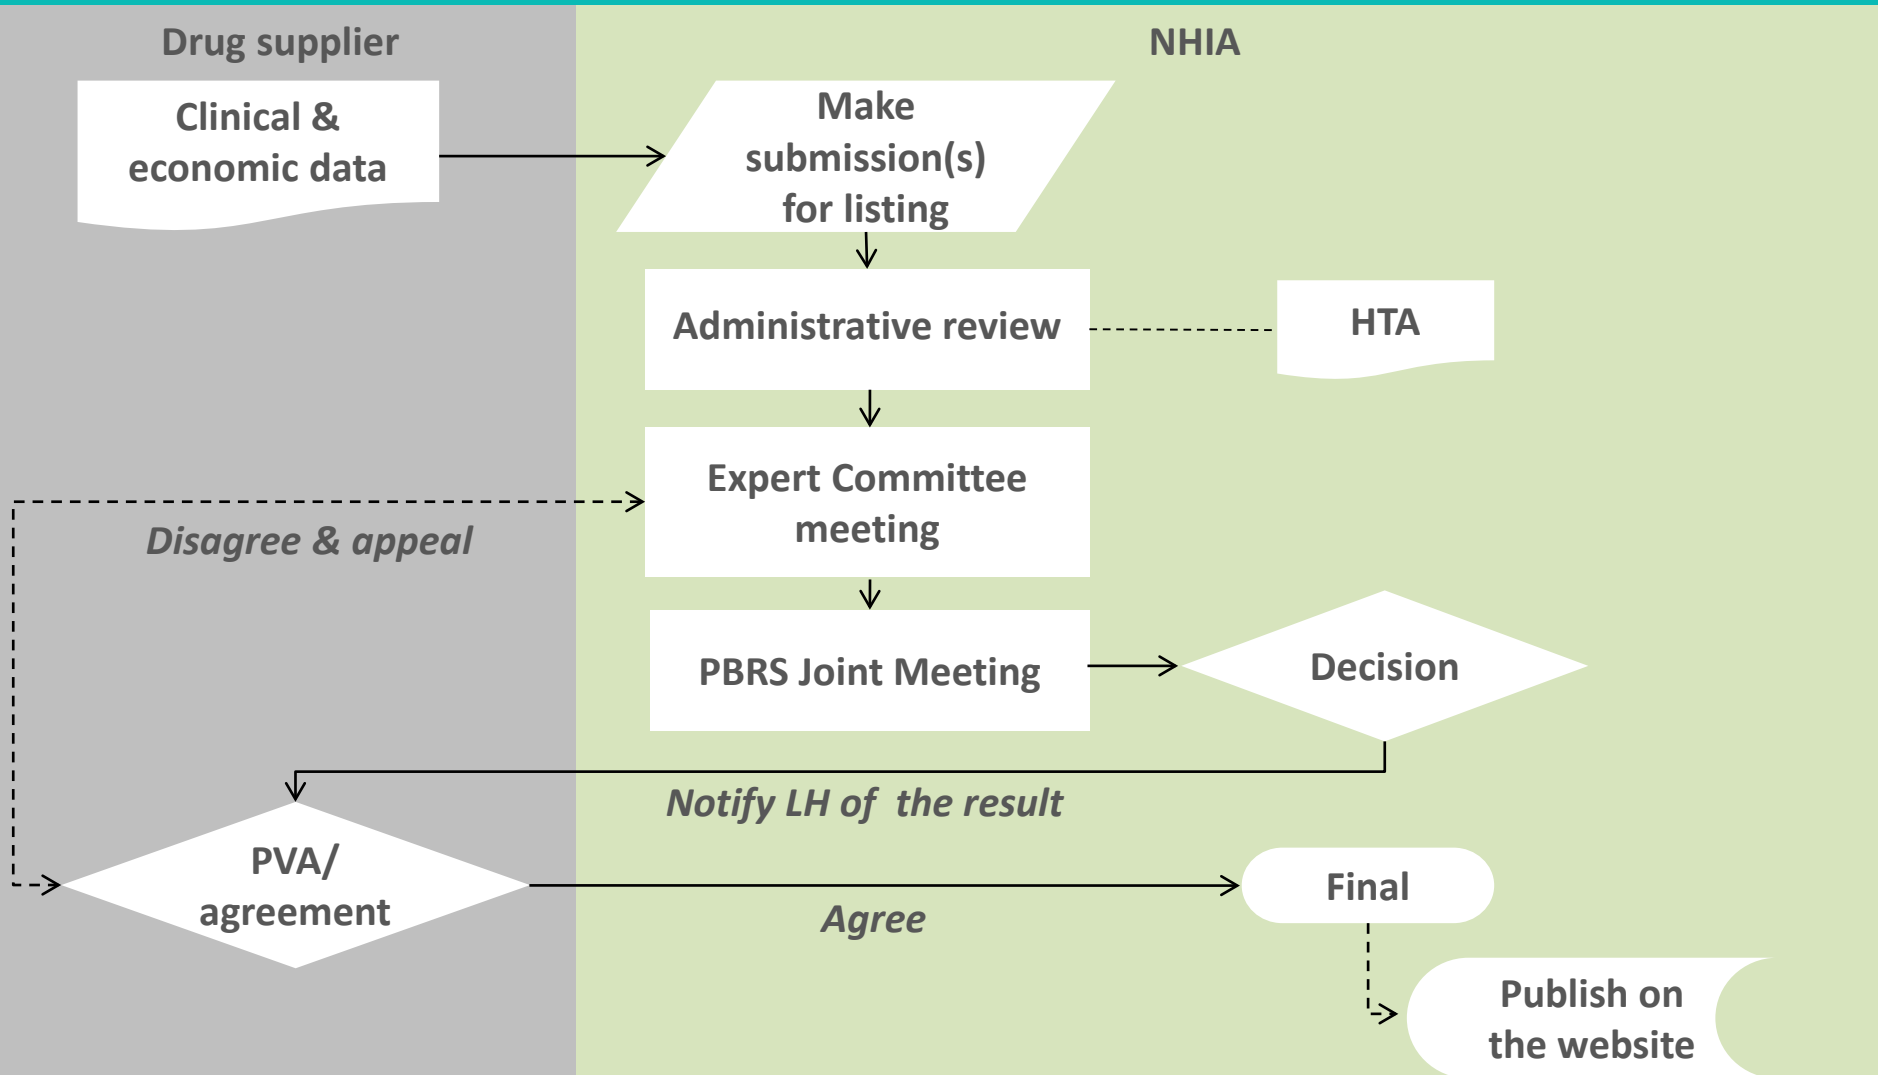 Drug supplier
NHIA
Clinical &
economic data
Make
submission(s)
for listing
Administrative review
HTA
Expert Committee
meeting
Disagree & appeal
PBRS Joint Meeting
Decision
Notify LH of  the result
PVA/
agreement
Agree
Final
Publish on
the website